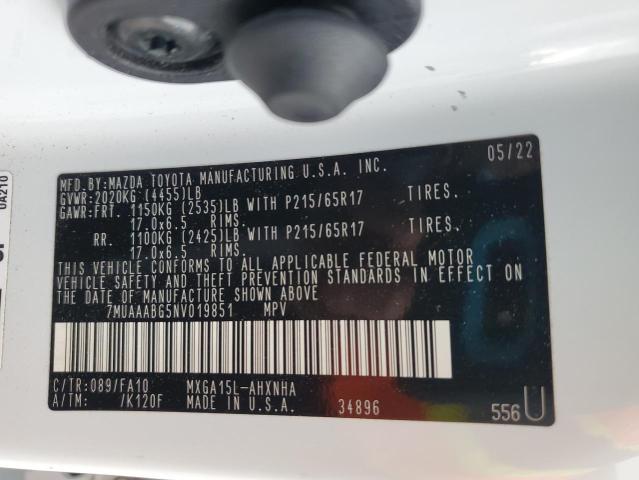 05/22
MFD.BY:MAZDA TOYOTA MANUFACTURING U.S.A. INC.
GVWR:2020KG (4455)LB
GAWR:FRT. 1150KG (2535)LB WITH P215/65R17 TIRES.
17.0x6.5 RIMS.
RR. 1100KG (2425)LB WITH P215/65R17 TIRES.
17.0x6.5 RIMS.
THIS VEHICLE CONFORMS TO ALL APPLICABLE FEDERAL MOTOR
VEHICLE SAFETY AND THEFT PREVENTION STANDARDS IN EFFECT ON
THE DATE OF MANUFACTURE SHOWN ABOVE
7MUAAABG5NV019851 MPV
C/TR:089/FA10 MXGA15L-AHXNHA
A/TM: /K120F MADE IN U.S.A. 34896 556U
0A210